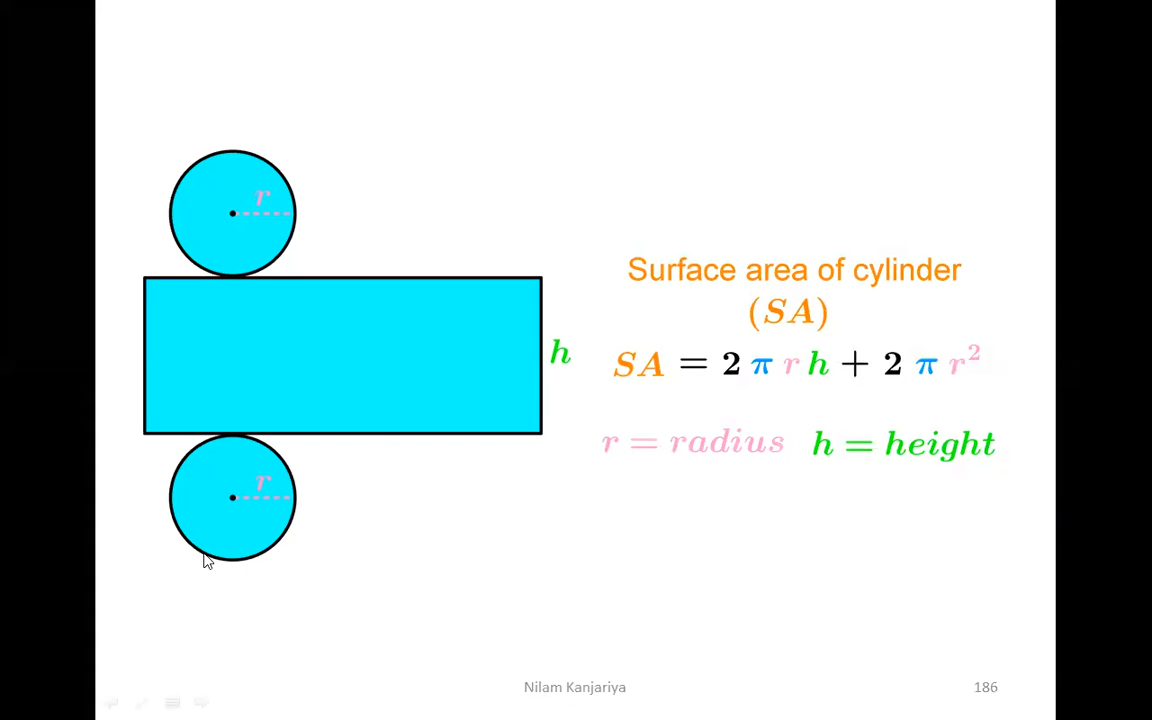 r
h
r
Surface area of cylinder
(SA)
SA = 2 π r h + 2 π r²
r = radius h = height
Nilam Kanjariya
186